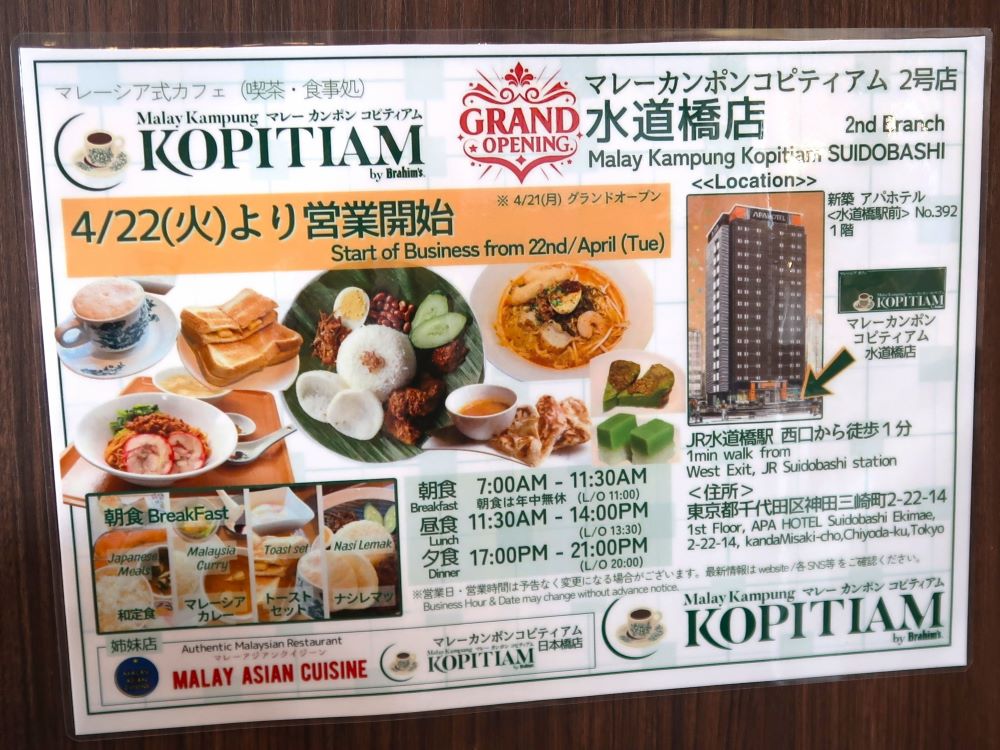 マレーシア式カフェ (喫茶・食事処)
Malay Kampung マレー カンポン コピティアム
KOPITIAM
by Brahim's
GRAND
OPENING.
マレーカンポンコピティアム 2号店
水道橋店
2nd Branch
Malay Kampung Kopitiam SUIDOBASHI
※ 4/21(月) グランドオープン
4/22(火)より営業開始
Start of Business from 22nd/April (Tue)
<<Location>>
APA HOTEL
新築 アパホテル
<水道橋駅前> No.392
1階
KOPITIAM
マレーカンポン
コピティアム
水道橋店
JR水道橋駅 西口から徒歩1分
1min walk from
West Exit, JR Suidobashi station
<住所>
東京都千代田区神田三崎町2-22-14
1st Floor, APA HOTEL Suidobashi Ekimae,
2-22-14, kandaMisaki-cho,Chiyoda-ku,Tokyo
朝食 7:00AM - 11:30AM
Breakfast 朝食は年中無休 (L/O 11:00)
昼食 11:30AM - 14:00PM
Lunch (L/O 13:30)
夕食 17:00PM - 21:00PM
Dinner (L/O 20:00)
※営業日・営業時間は予告なく変更になる場合がございます。最新情報は website /各SNS等 をご確認ください。
Business Hour & Date may change without advance notice.
朝食 BreakFast
Japanese Meals
和定食
Malaysia Curry
マレーシア
カレー
Toast set
トースト
セット
Nasi Lemak
ナシレマッ
姉妹店
MALAY
ASIAN
CUISINE
Authentic Malaysian Restaurant
マレーアジアンクイジーン
MALAY ASIAN CUISINE
マレーカンポンコピティアム
日本橋店
KOPITIAM
by Brahim's
Malay Kampung マレー カンポン コピティアム
KOPITIAM
by Brahim's